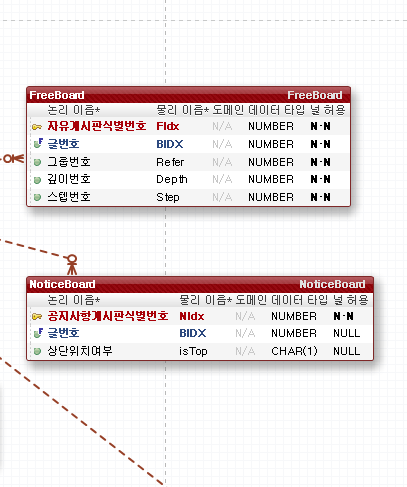 FreeBoard FreeBoard
논리 이름* 물리 이름* 도메인 데이터 타입 널 허용
자유게시판식별번호 FIdx N/A NUMBER N-N
글번호 BIDX N/A NUMBER N-N
그룹번호 Refer N/A NUMBER N-N
깊이번호 Depth N/A NUMBER N-N
스텝번호 Step N/A NUMBER N-N
NoticeBoard NoticeBoard
논리 이름* 물리 이름* 도메인 데이터 타입 널 허용
공지사항게시판식별번호 NIdx N/A NUMBER N-N
글번호 BIDX N/A NUMBER NULL
상단위치여부 isTop N/A CHAR(1) NULL